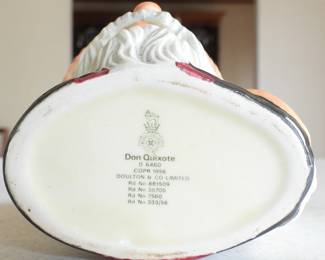 Don Quixote
D 6460
COPR 1956
DOULTON & CO LIMITED
Rd No 881509
Rd No 35705
Rd No 7560
Rd No 333/56